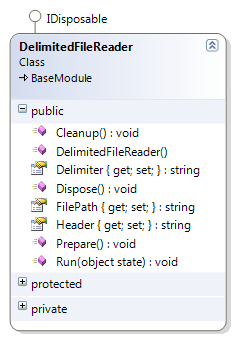 IDisposable
DelimitedFileReader
Class
BaseModule
public
Cleanup() : void
DelimitedFileReader()
Delimiter { get; set; } : string
Dispose() : void
FilePath { get; set; } : string
Header { get; set; } : string
Prepare() : void
Run(object state) : void
protected
private